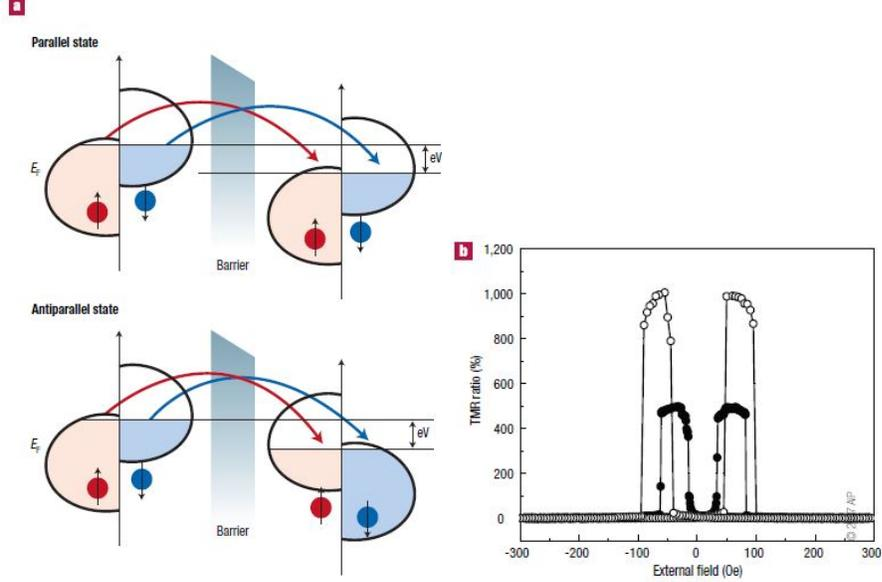 a
Parallel state
E_F
eV
Barrier
Antiparallel state
E_F
eV
Barrier
b
1,200
1,000
800
600
400
200
0
TMR ratio (%)
-300 -200 -100 0 100 200 300
External field (Oe)